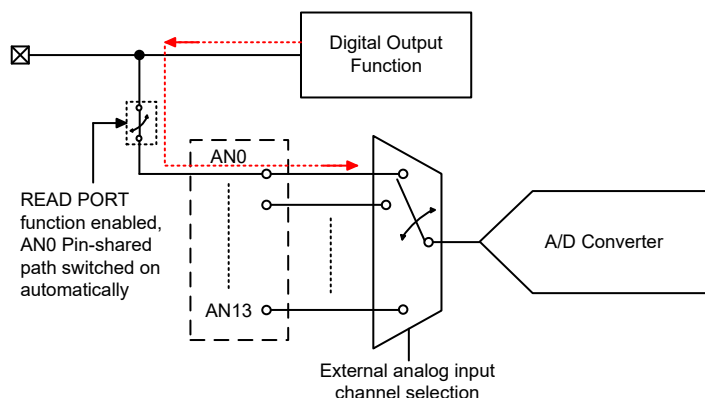 Digital Output
Function
AN0
READ PORT
function enabled,
AN0 Pin-shared
path switched on
automatically
A/D Converter
AN13
External analog input
channel selection